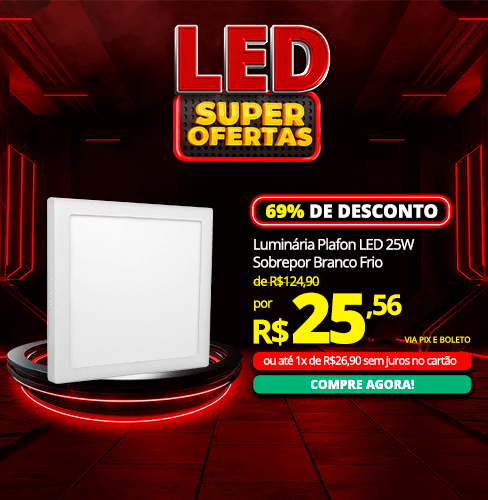 LED
SUPER
OFERTAS
69% DE DESCONTO
Luminária Plafon LED 25W
Sobrepor Branco Frio
de R$124,90
por
R$25,56
VIA PIX E BOLETO
ou até 1x de R$26,90 sem juros no cartão
COMPRE AGORA!